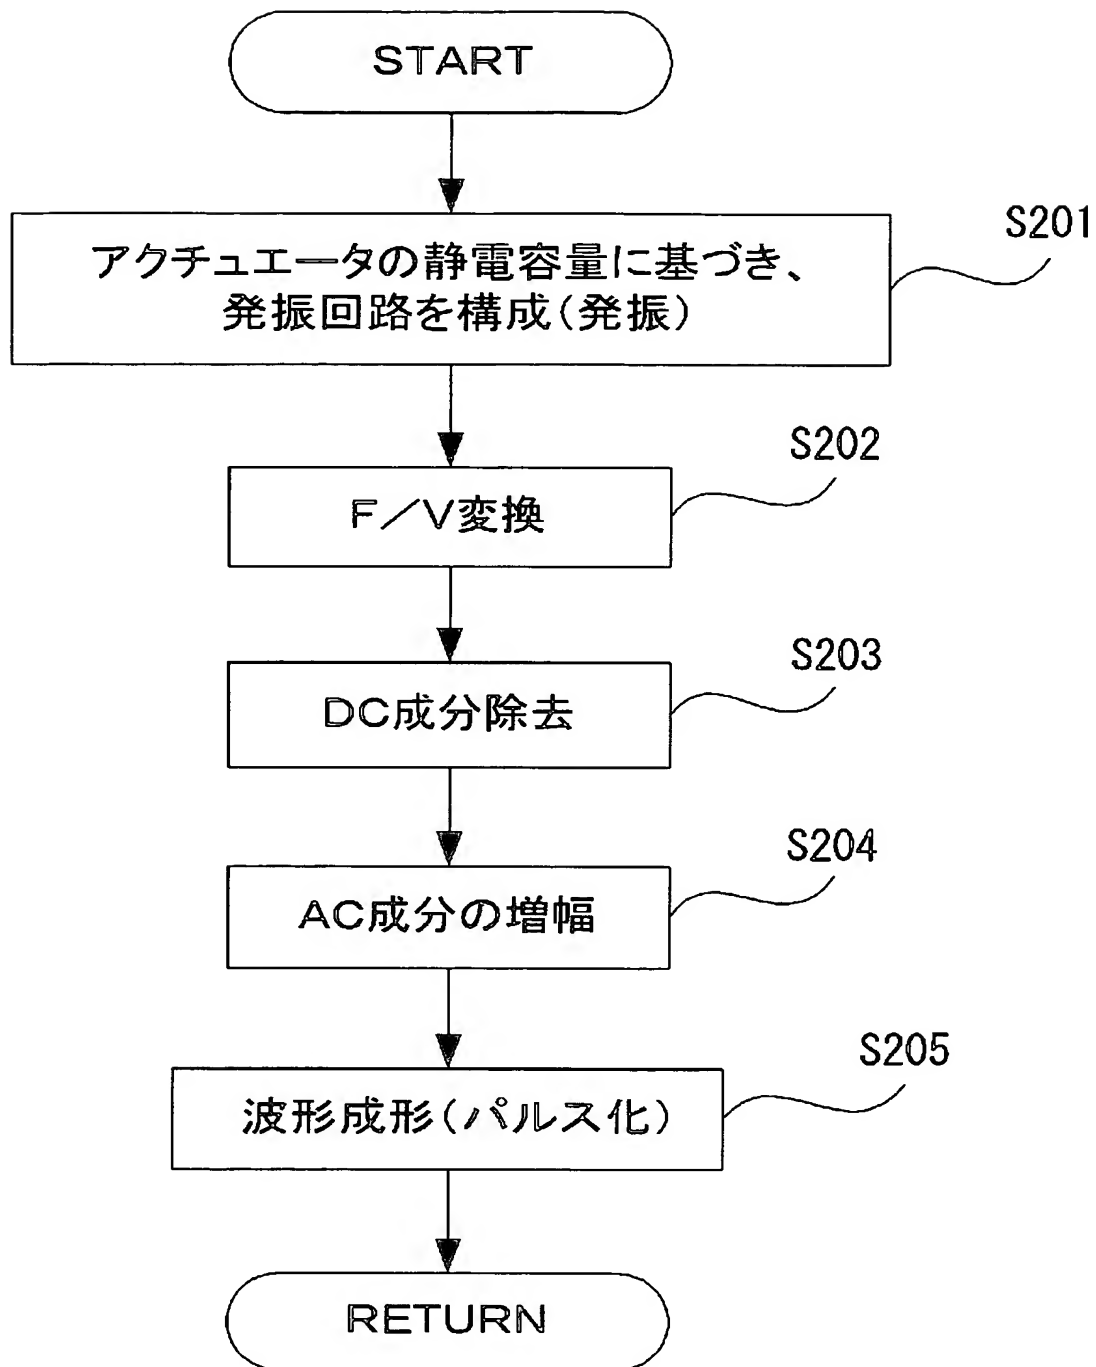 START
S201
アクチュエータの静電容量に基づき、
発振回路を構成(発振)
S202
F/V変換
S203
DC成分除去
S204
AC成分の増幅
S205
波形成形(パルス化)
RETURN